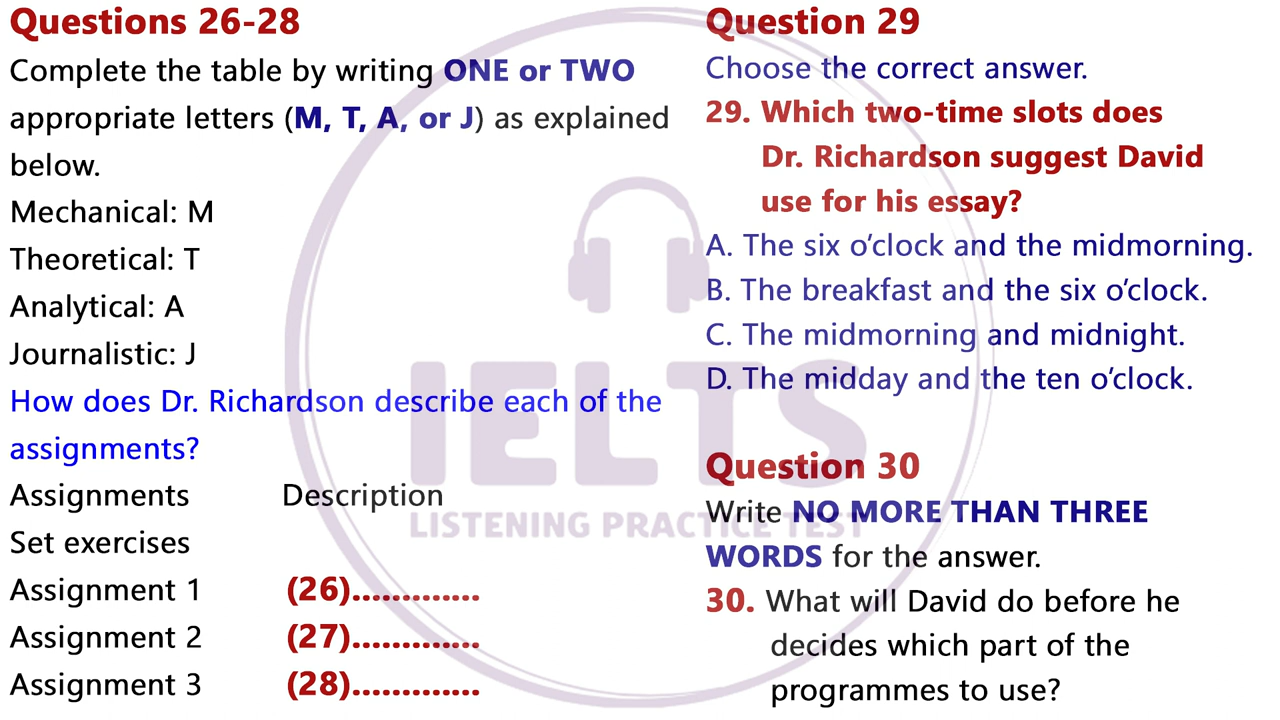 Questions 26-28
Complete the table by writing ONE or TWO
appropriate letters (M, T, A, or J) as explained
below.
Mechanical: M
Theoretical: T
Analytical: A
Journalistic: J
How does Dr. Richardson describe each of the
assignments?
Assignments Description
Set exercises
Assignment 1 (26).............
Assignment 2 (27).............
Assignment 3 (28).............
Question 29
Choose the correct answer.
29. Which two-time slots does
Dr. Richardson suggest David
use for his essay?
A. The six o’clock and the midmorning.
B. The breakfast and the six o’clock.
C. The midmorning and midnight.
D. The midday and the ten o’clock.
Question 30
Write NO MORE THAN THREE
WORDS for the answer.
30. What will David do before he
decides which part of the
programmes to use?
IELTS
LISTENING PRACTICE TEST